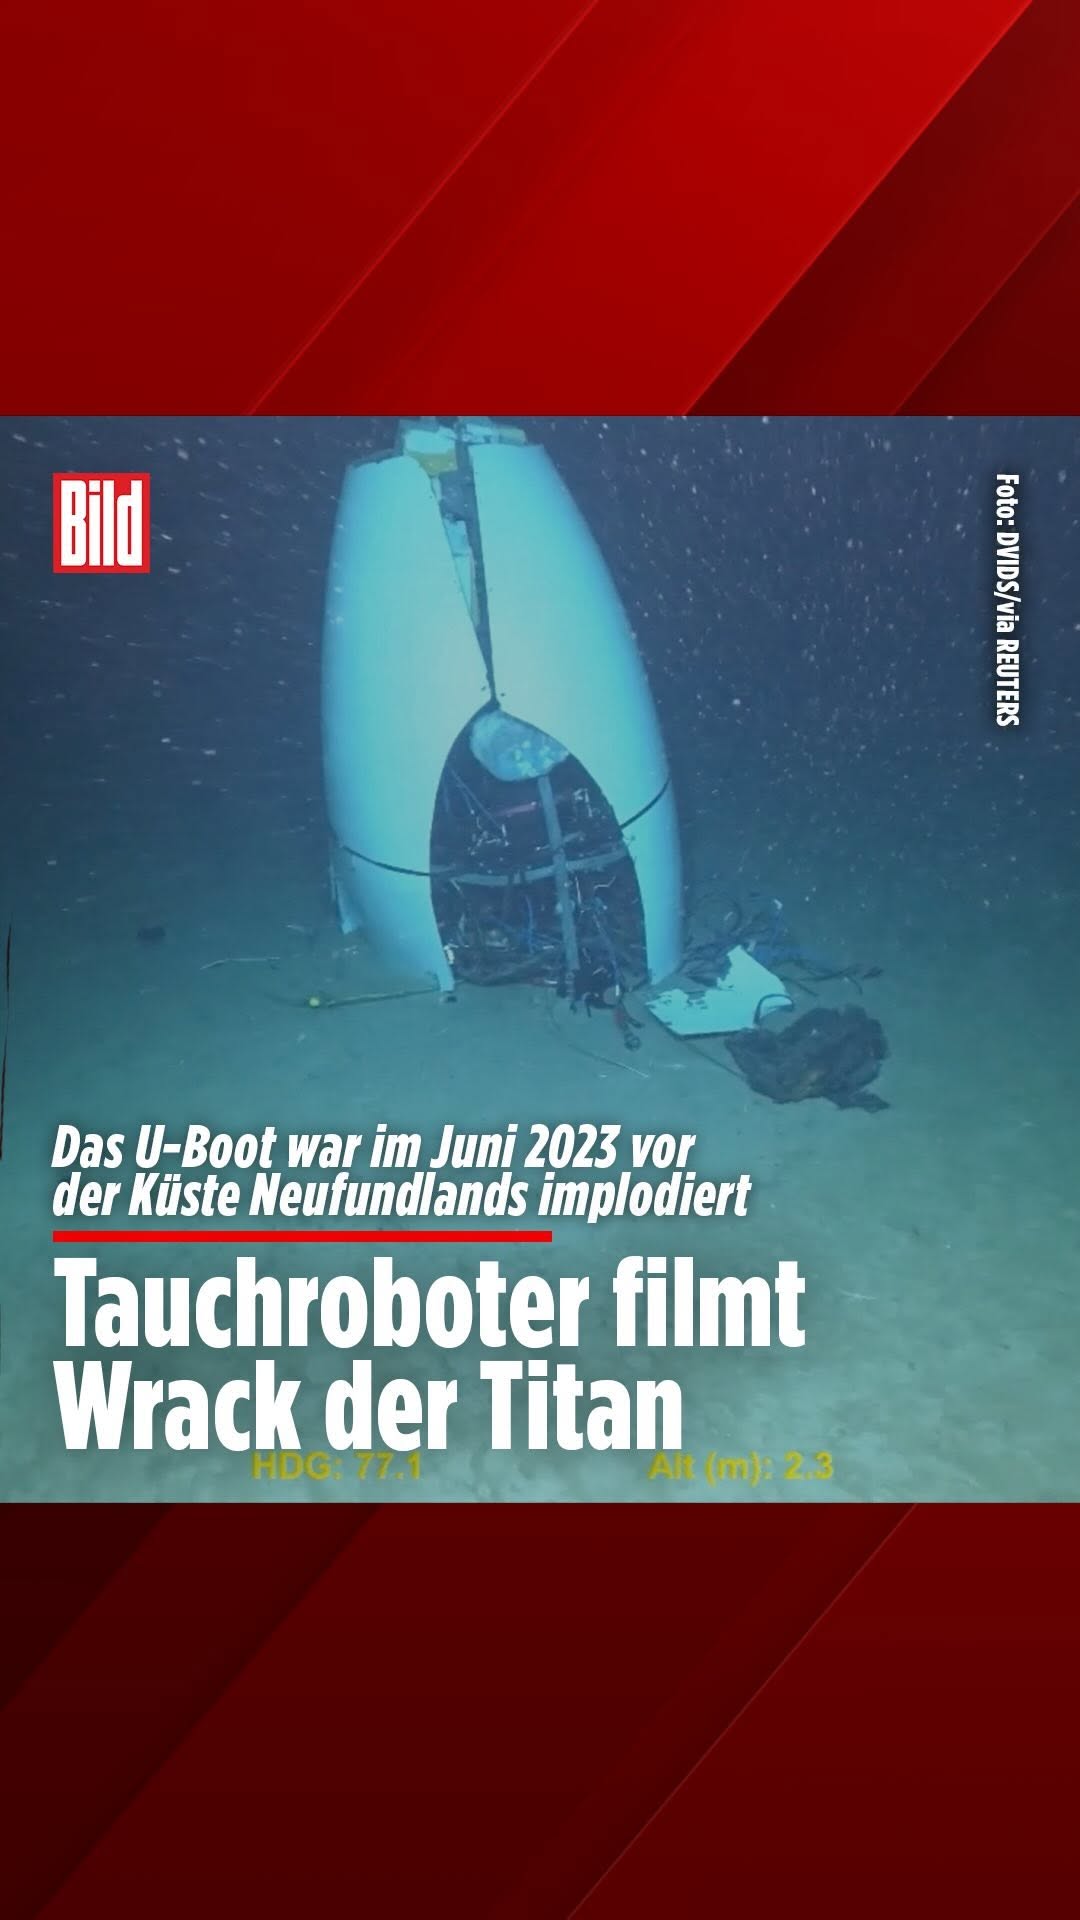 Bild
Foto: DVIDS/via REUTERS
Das U-Boot war im Juni 2023 vor
der Küste Neufundlands implodiert
Tauchroboter filmt
Wrack der Titan
HDG: 77.1 Alt (m): 2.3